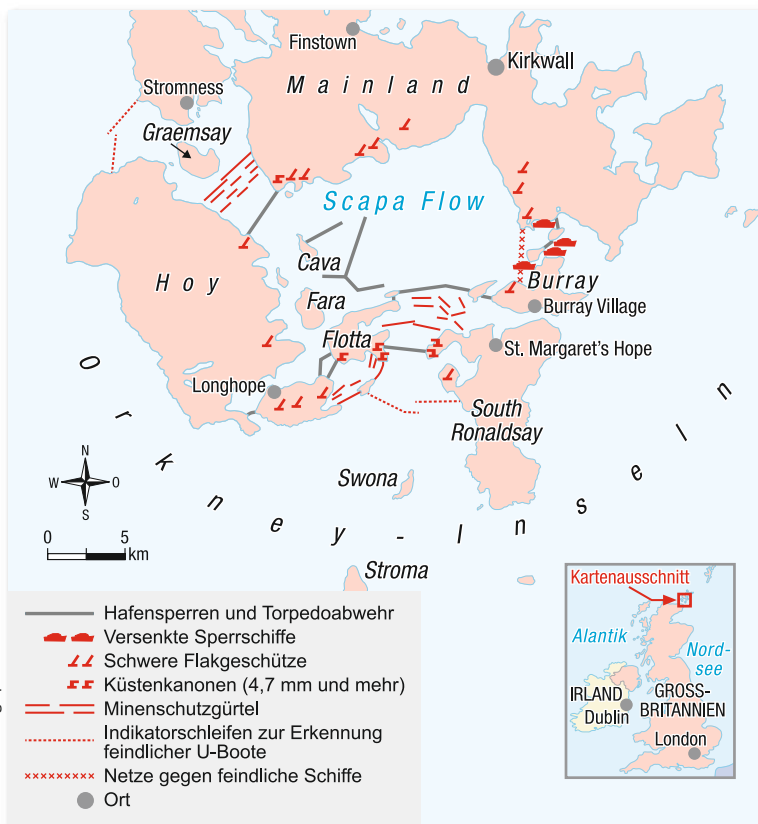 Finstown
Kirkwall
Mainland
Stromness
Graemsay
Scapa Flow
Cava
Hoy
Burray
Fara
Burray Village
Flotta
St. Margaret's Hope
Longhope
South
Ronaldsay
Orkney-Inseln
N
W O
S
Swona
0 5
km
Stroma
Hafensperren und Torpedoabwehr
Versenkte Sperrschiffe
Schwere Flakgeschütze
Küstenkanonen (4,7 mm und mehr)
Minenschutzgürtel
Indikatorschleifen zur Erkennung
feindlicher U-Boote
Netze gegen feindliche Schiffe
Ort
Kartenausschnitt
Alantik
Nord-
see
IRLAND
GROSS-
BRITANNIEN
Dublin
London